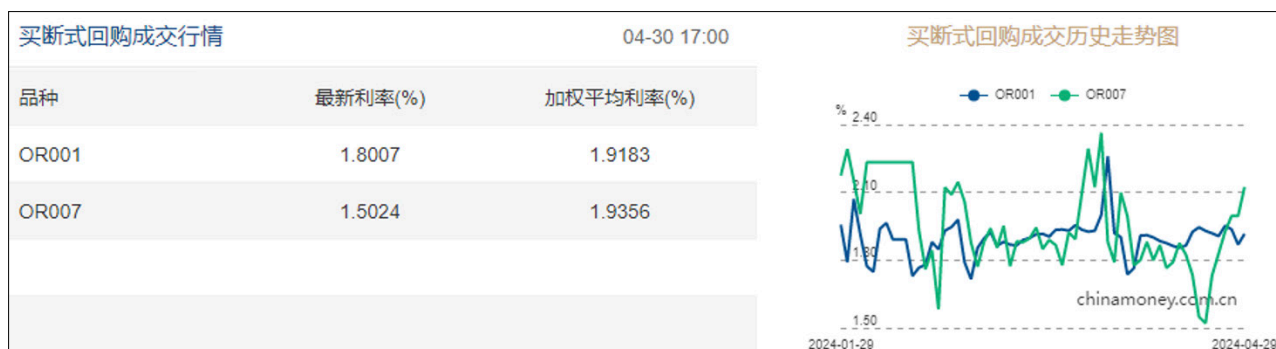 买断式回购成交行情 04-30 17:00
品种 最新利率(%) 加权平均利率(%)
OR001 1.8007 1.9183
OR007 1.5024 1.9356
买断式回购成交历史走势图
OR001 OR007
%
2.40
2.10
1.80
1.50
chinamoney.com.cn
2024-01-29 2024-04-29